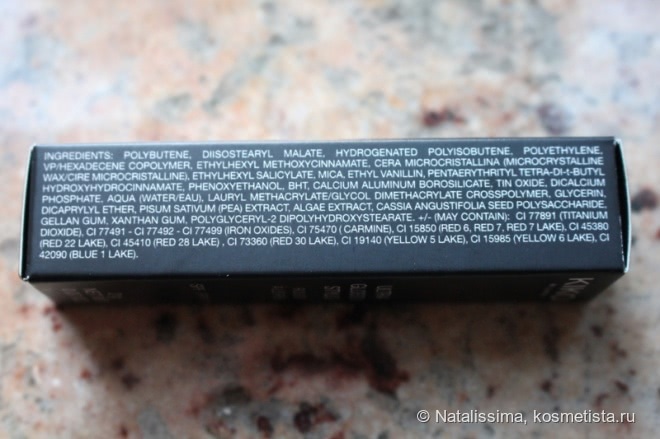 INGREDIENTS: POLYBUTENE, DIISOSTEARYL MALATE, HYDROGENATED POLYISOBUTENE, POLYETHYLENE,
VP/HEXADECENE COPOLYMER, ETHYLHEXYL METHOXYCINNAMATE, CERA MICROCRISTALLINA (MICROCRYSTALLINE
WAX/CIRE MICROCRISTALLINE), ETHYLHEXYL SALICYLATE, MICA, ETHYL VANILLIN, PENTAERYTHRITYL TETRA-DI-t-BUTYL
HYDROXYHYDROCINNAMATE, PHENOXYETHANOL, BHT, CALCIUM ALUMINUM BOROSILICATE, TIN OXIDE, DICALCIUM
PHOSPHATE, AQUA (WATER/EAU), LAURYL METHACRYLATE/GLYCOL DIMETHACRYLATE CROSSPOLYMER, GLYCERIN,
DICAPRYLYL ETHER, PISUM SATIVUM (PEA) EXTRACT, ALGAE EXTRACT, CASSIA ANGUSTIFOLIA SEED POLYSACCHARIDE,
GELLAN GUM, XANTHAN GUM, POLYGLYCERYL-2 DIPOLYHYDROXYSTEARATE. +/- (MAY CONTAIN): CI 77891 (TITANIUM
DIOXIDE), CI 77491 - CI 77492 - CI 77499 (IRON OXIDES), CI 75470 ( CARMINE), CI 15850 (RED 6, RED 7, RED 7 LAKE), CI 45380
(RED 22 LAKE), CI 45410 (RED 28 LAKE) , CI 73360 (RED 30 LAKE), CI 19140 (YELLOW 5 LAKE), CI 15985 (YELLOW 6 LAKE), CI
42090 (BLUE 1 LAKE).
© Natalissima, kosmetista.ru